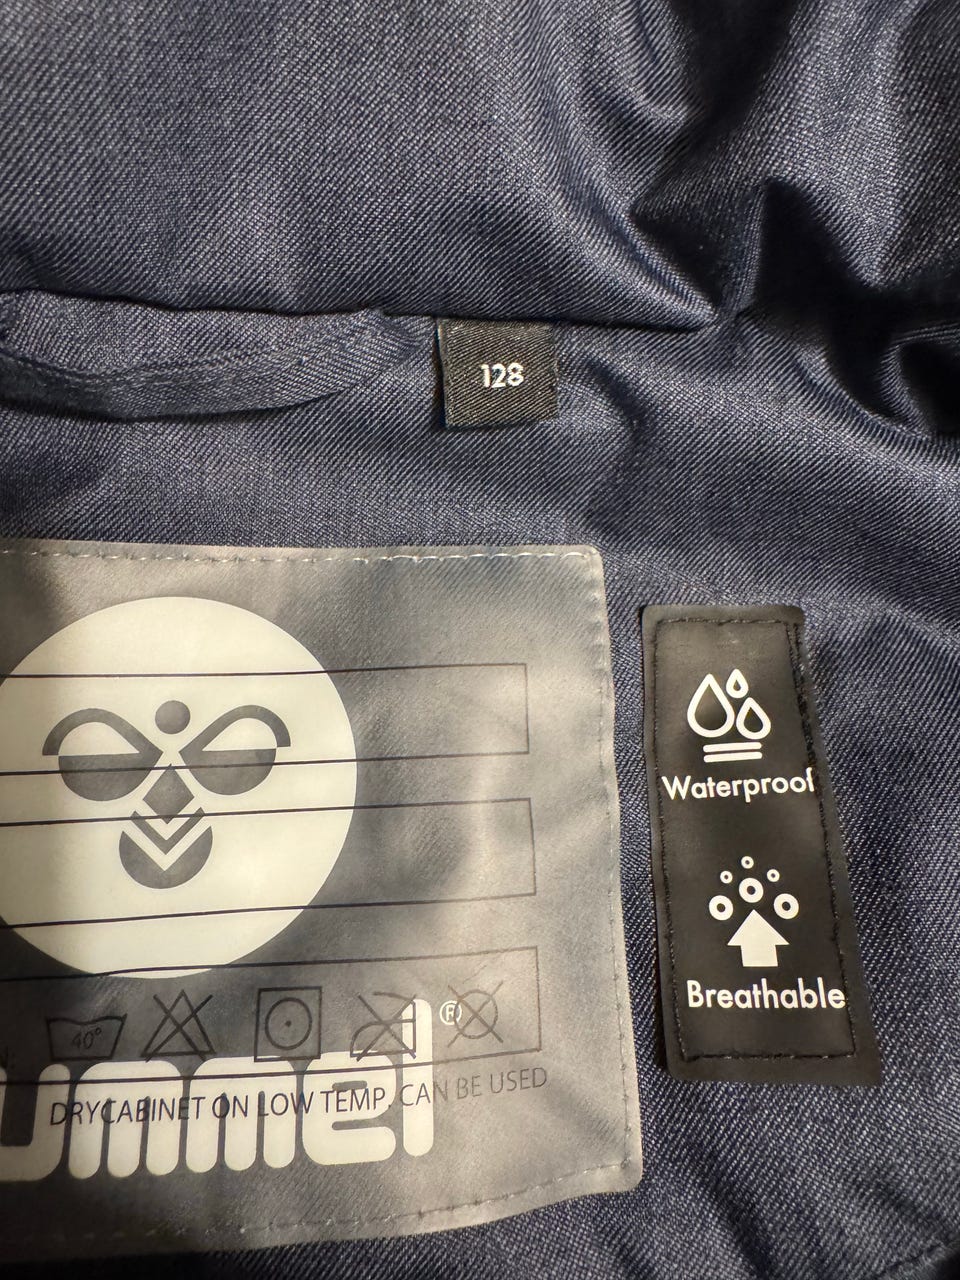 128
Waterproof
Breathable
40°
ummel®
DRYCABINET ON LOW TEMP. CAN BE USED